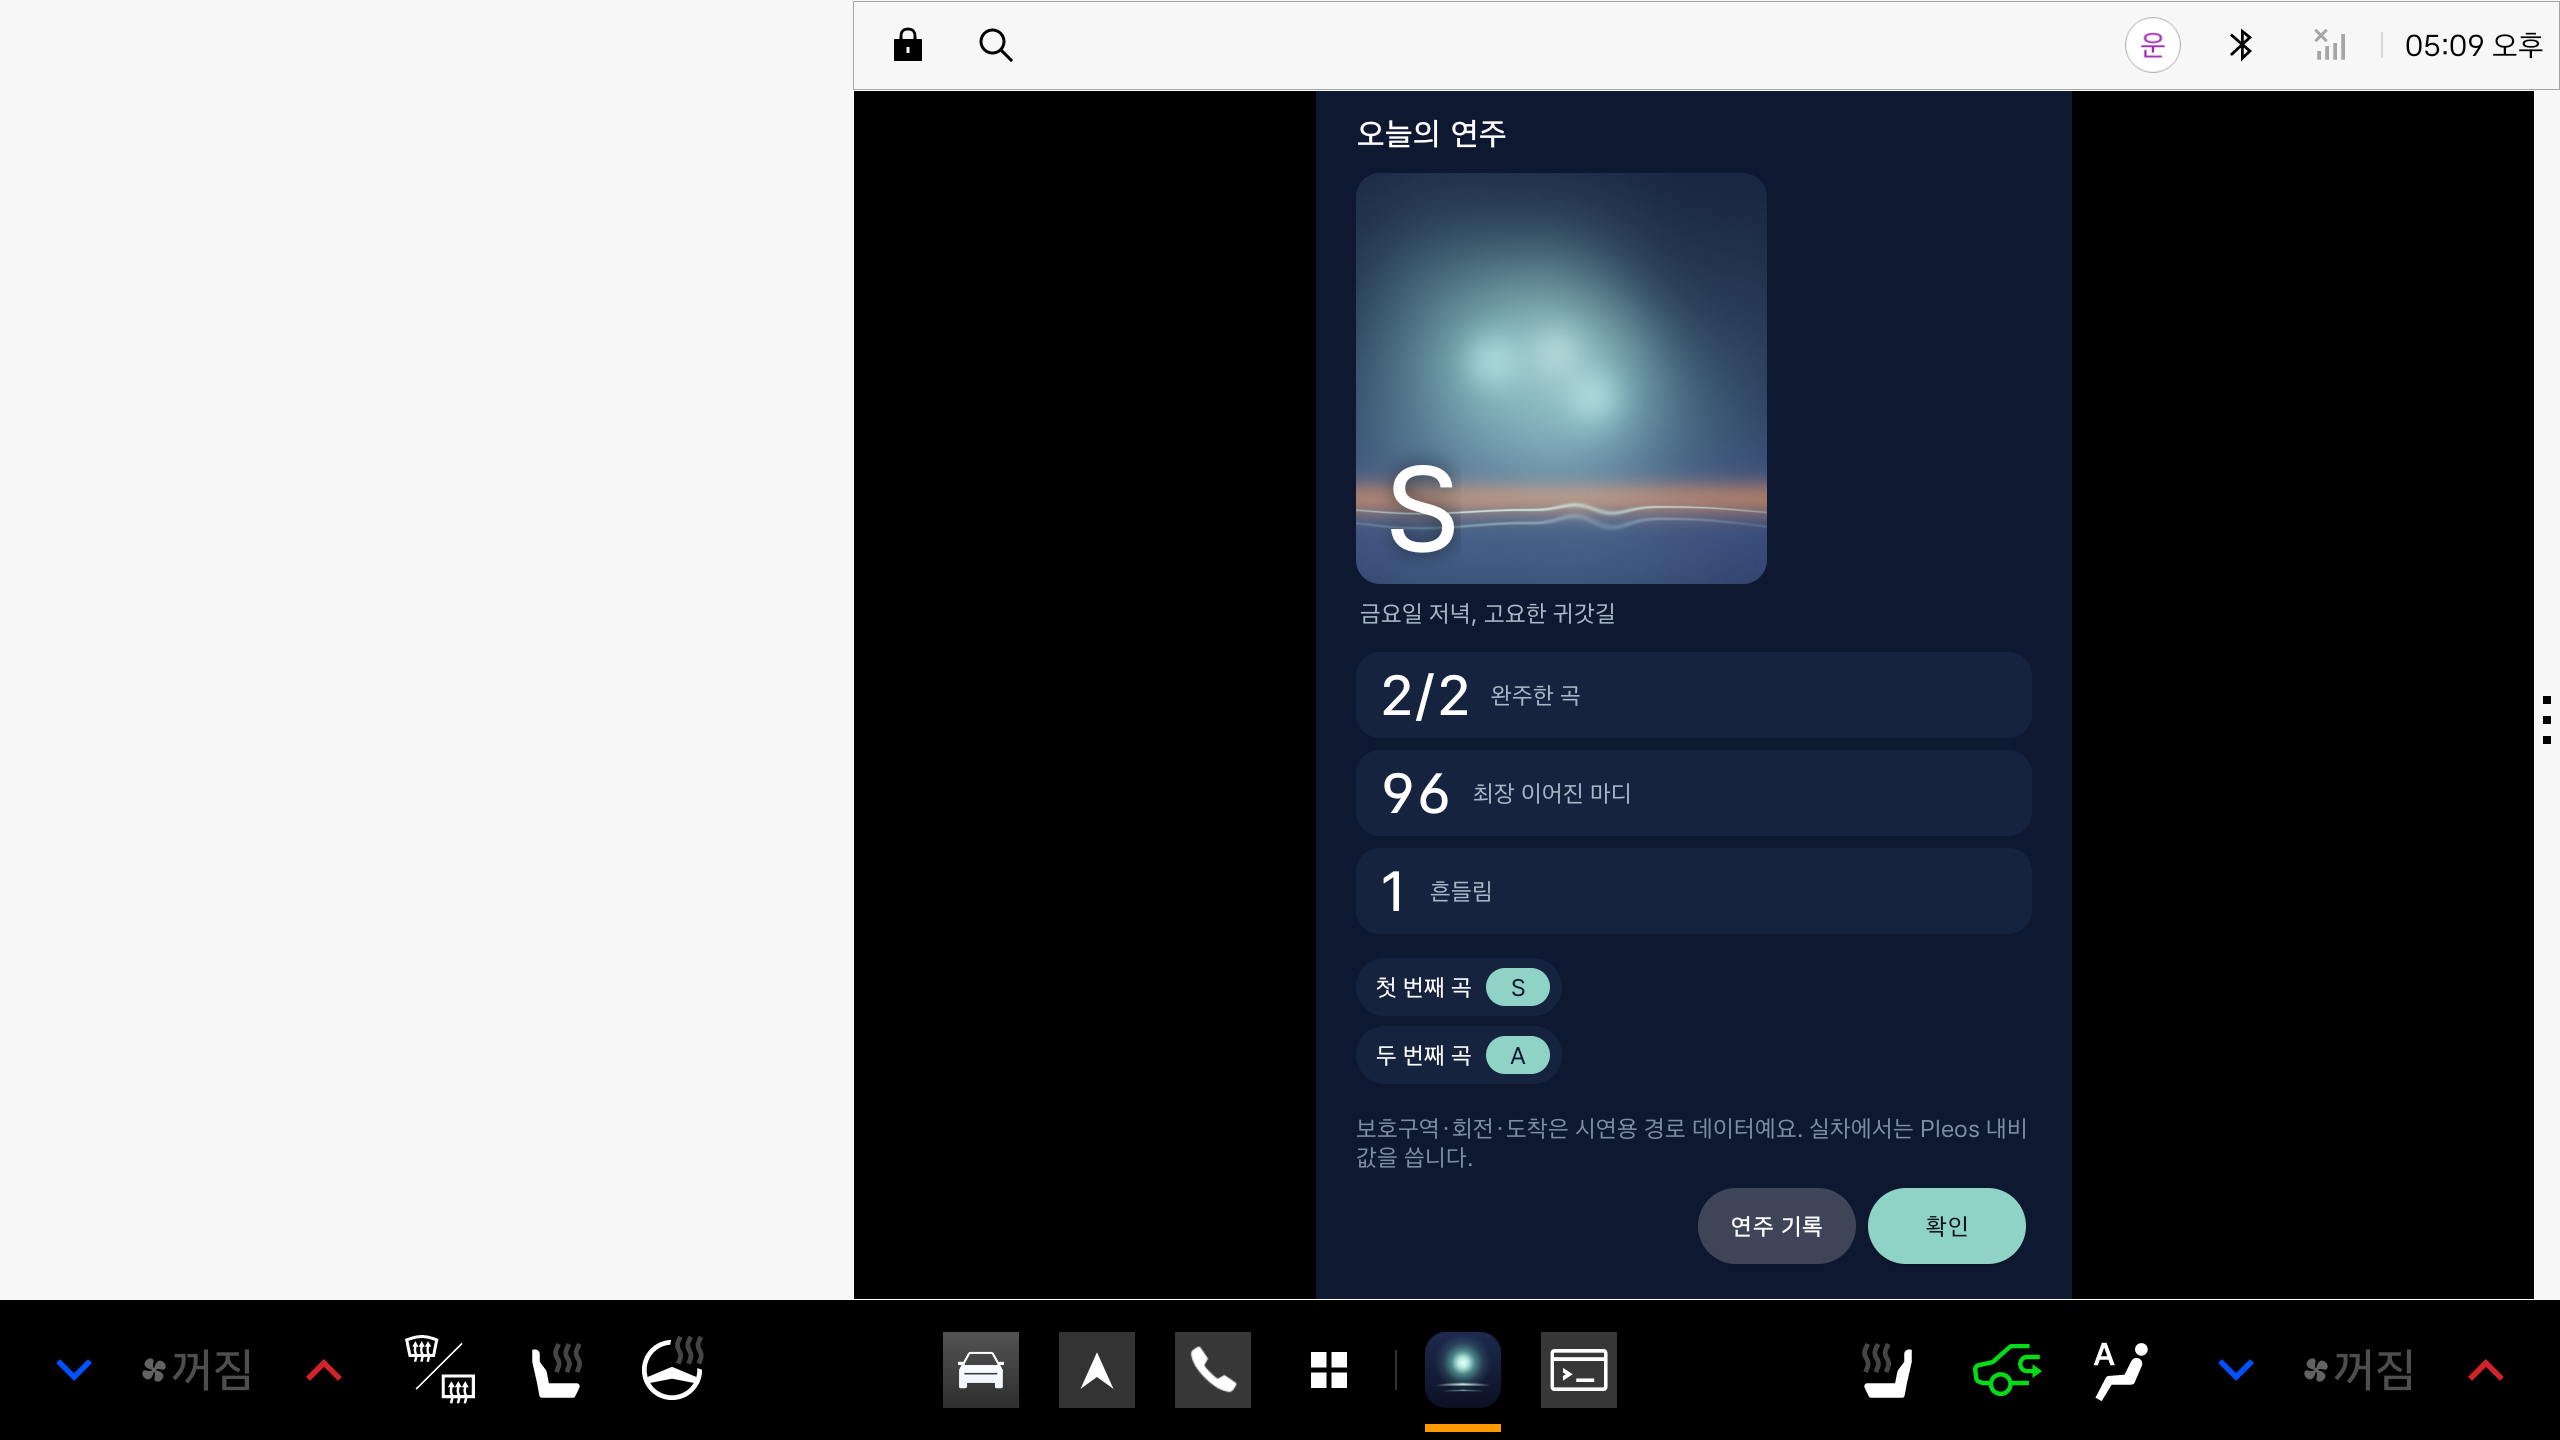 운
05:09 오후
오늘의 연주
S
금요일 저녁, 고요한 귀갓길
2/2 완주한 곡
96 최장 이어진 마디
1 흔들림
첫 번째 곡 S
두 번째 곡 A
보호구역·회전·도착은 시연용 경로 데이터예요. 실차에서는 Pleos 내비
값을 씁니다.
연주 기록 확인
꺼짐 A 꺼짐